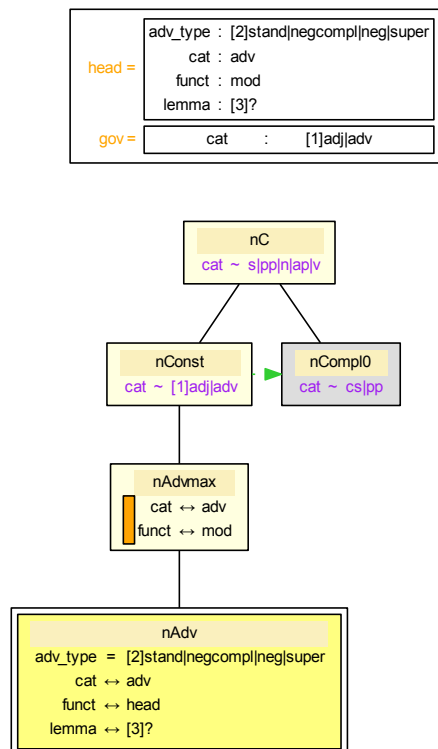 adv_type : [2]stand|negcompl|neg|super
cat : adv
head =
funct : mod
lemma : [3]?
gov = cat : [1]adj|adv
nC
cat ~ s|pp|n|ap|v
nConst
cat ~ [1]adj|adv
nCompl0
cat ~ cs|pp
nAdvmax
cat ↔ adv
funct ↔ mod
nAdv
adv_type = [2]stand|negcompl|neg|super
cat ↔ adv
funct ↔ head
lemma ↔ [3]?